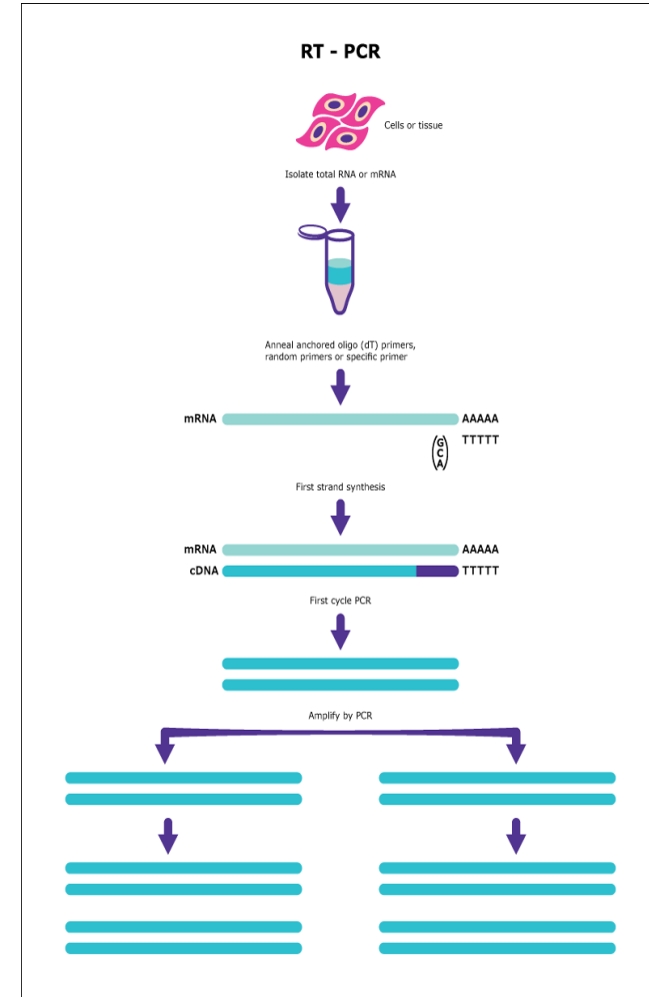 RT - PCR
Cells or tissue
Isolate total RNA or mRNA
Anneal anchored oligo (dT) primers,
random primers or specific primer
mRNA AAAAA
TTTTT
G
C
A
First strand synthesis
mRNA AAAAA
cDNA TTTTT
First cycle PCR
Amplify by PCR